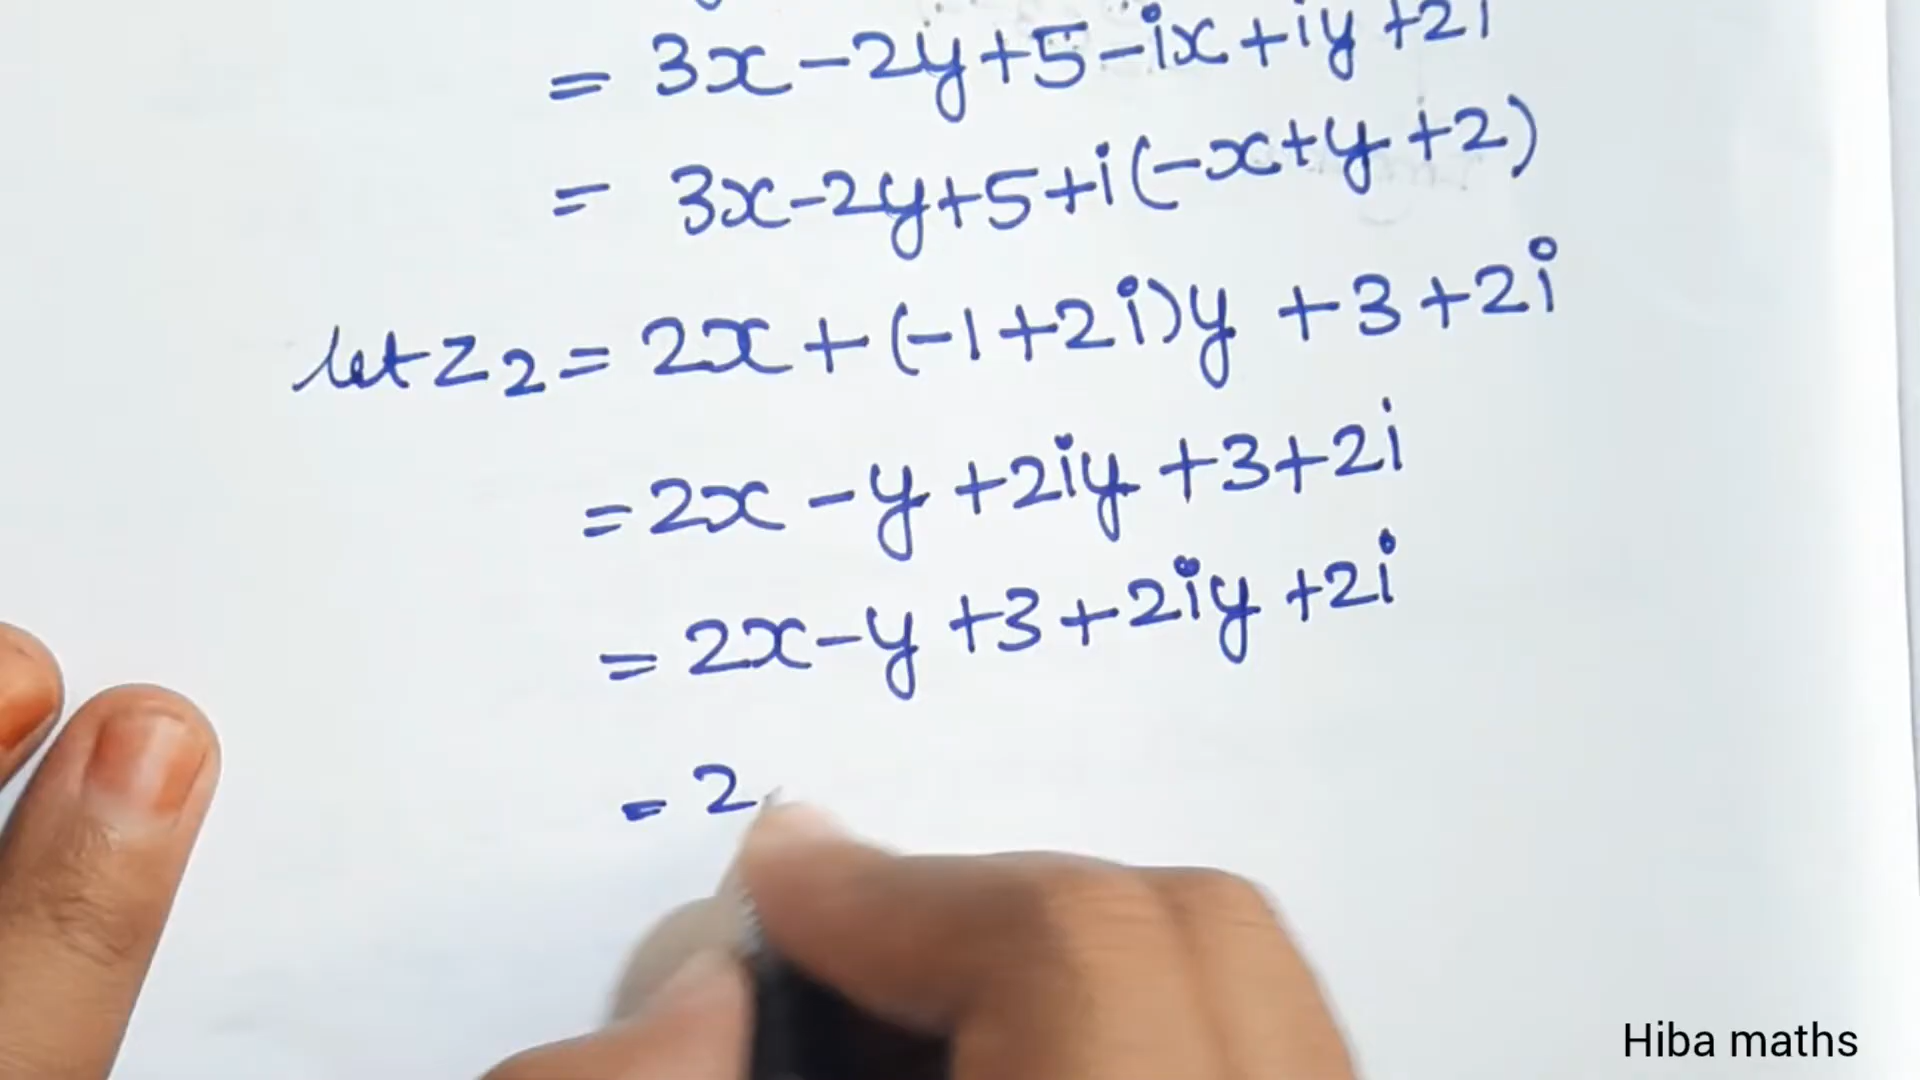 = 3x-2y+5-ix+iy+2i
= 3x-2y+5+i(-x+y+2)
let z2 = 2x+(-1+2i)y+3+2i
= 2x-y+2iy+3+2i
= 2x-y+3+2iy+2i
= 2
Hiba maths